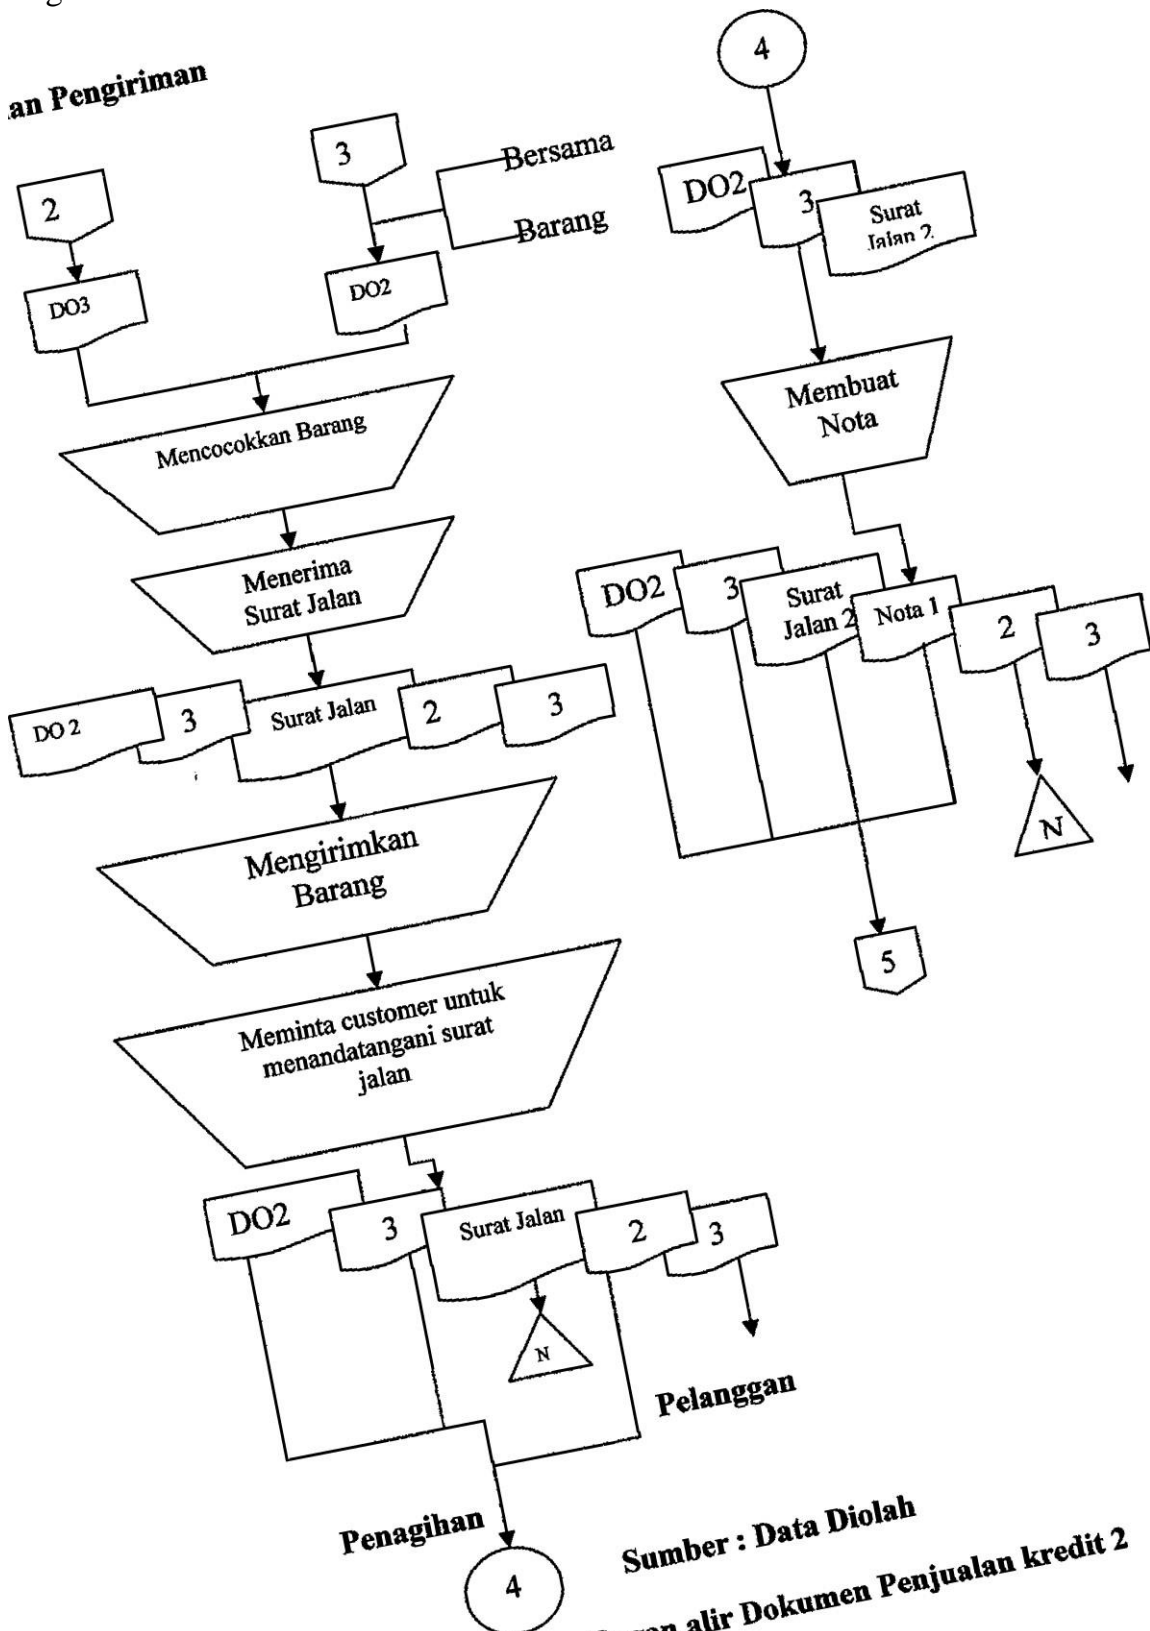 an Pengiriman
2
3
Bersama
Barang
DO3
DO2
Mencocokkan Barang
Menerima
Surat Jalan
DO 2
3
Surat Jalan
2
3
Mengirimkan
Barang
Meminta customer untuk
menandatangani surat
jalan
DO2
3
Surat Jalan
2
3
N
Pelanggan
Penagihan
4
4
DO2
3
Surat
Jalan 2
Membuat
Nota
DO2
3
Surat
Jalan 2
Nota 1
2
3
N
5
Sumber : Data Diolah
alir Dokumen Penjualan kredit 2